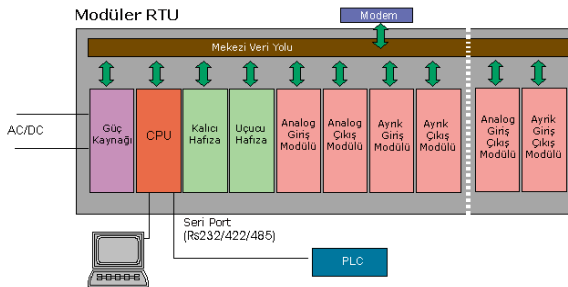 Modüler RTU
Modem
Mekezi Veri Yolu
AC/DC
Güç
Kaynağı
CPU
Kalıcı
Hafıza
Uçucu
Hafıza
Analog
Giriş
Modülü
Analog
Çıkış
Modülü
Ayrık
Giriş
Modülü
Ayrık
Çıkış
Modülü
Analog
Giriş
Çıkış
Modülü
Ayrik
Giriş
Çıkış
Modülü
Seri Port
(Rs232/422/485)
PLC